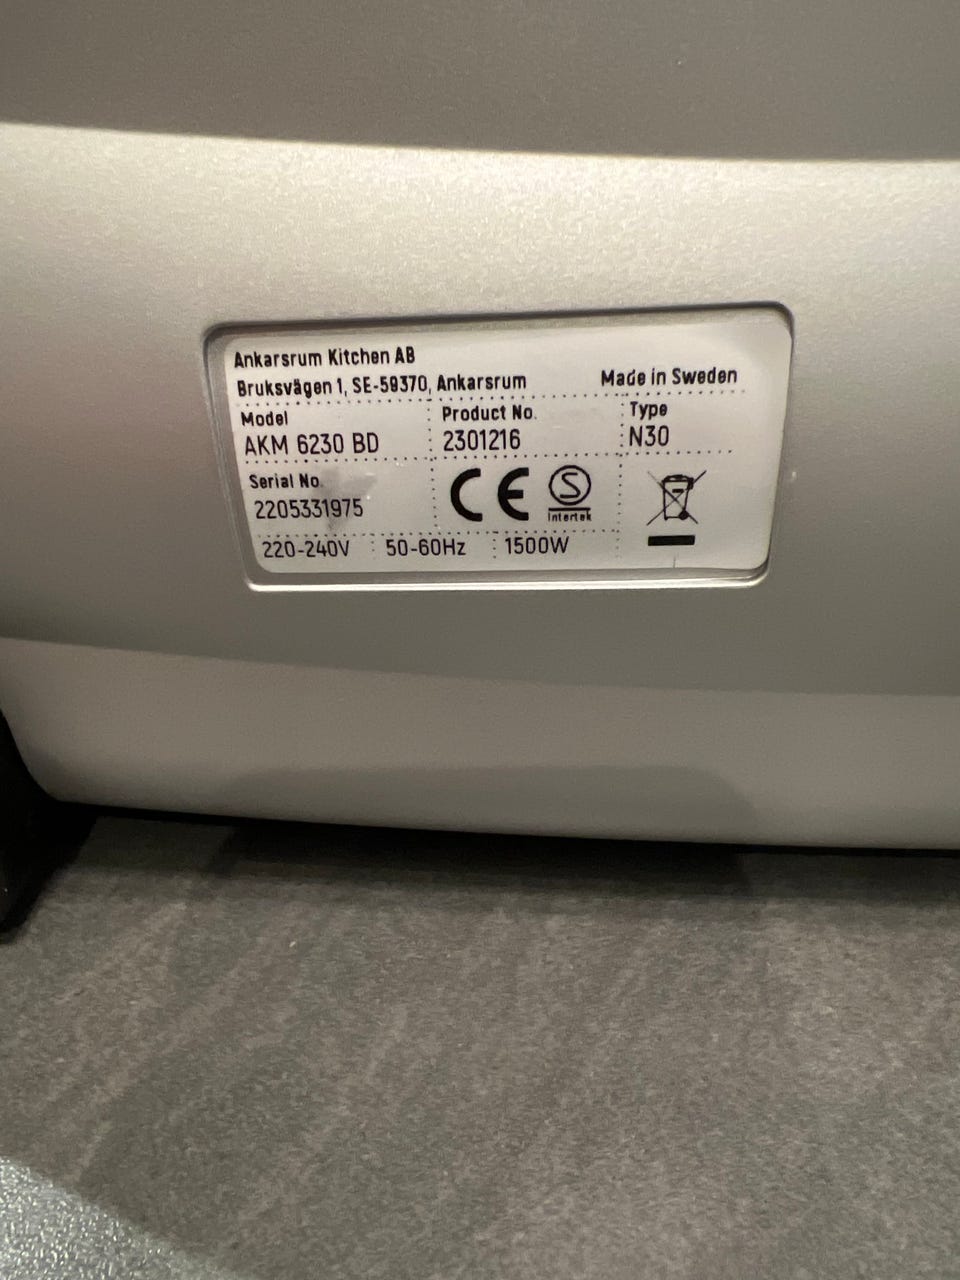 Ankarsrum Kitchen AB
Bruksvägen 1, SE-59370, Ankarsrum Made in Sweden
Model Product No. Type
AKM 6230 BD 2301216 N30
Serial No.
2205331975
CE S
Intertek
220-240V 50-60Hz 1500W